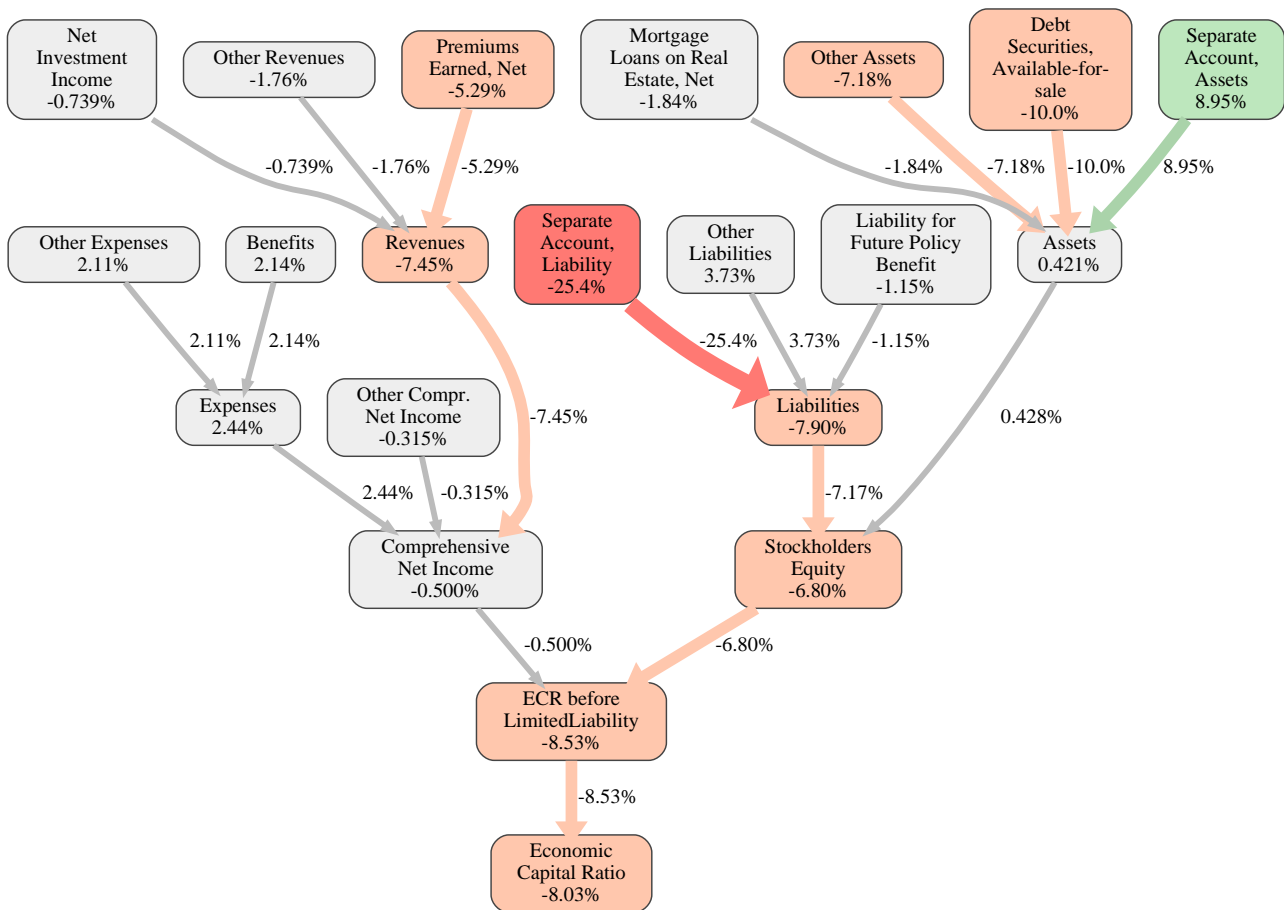 Net
Investment
Income
-0.739%
Other Revenues
-1.76%
Premiums
Earned, Net
-5.29%
Mortgage
Loans on Real
Estate, Net
-1.84%
Other Assets
-7.18%
Debt
Securities,
Available-for-
sale
-10.0%
Separate
Account,
Assets
8.95%
-0.739%
-1.76%
-5.29%
-1.84%
-7.18%
-10.0%
8.95%
Other Expenses
2.11%
Benefits
2.14%
Revenues
-7.45%
Separate
Account,
Liability
-25.4%
Other
Liabilities
3.73%
Liability for
Future Policy
Benefit
-1.15%
Assets
0.421%
2.11%
2.14%
-25.4%
3.73%
-1.15%
Expenses
2.44%
Other Compr.
Net Income
-0.315%
-7.45%
Liabilities
-7.90%
0.428%
2.44%
-0.315%
-7.17%
Comprehensive
Net Income
-0.500%
Stockholders
Equity
-6.80%
-0.500%
-6.80%
ECR before
LimitedLiability
-8.53%
-8.53%
Economic
Capital Ratio
-8.03%